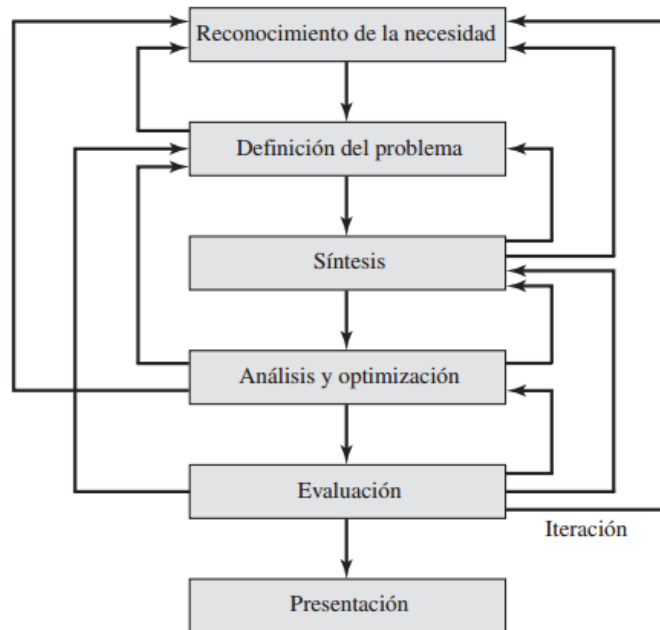 Reconocimiento de la necesidad
Definición del problema
Síntesis
Análisis y optimización
Evaluación
Iteración
Presentación